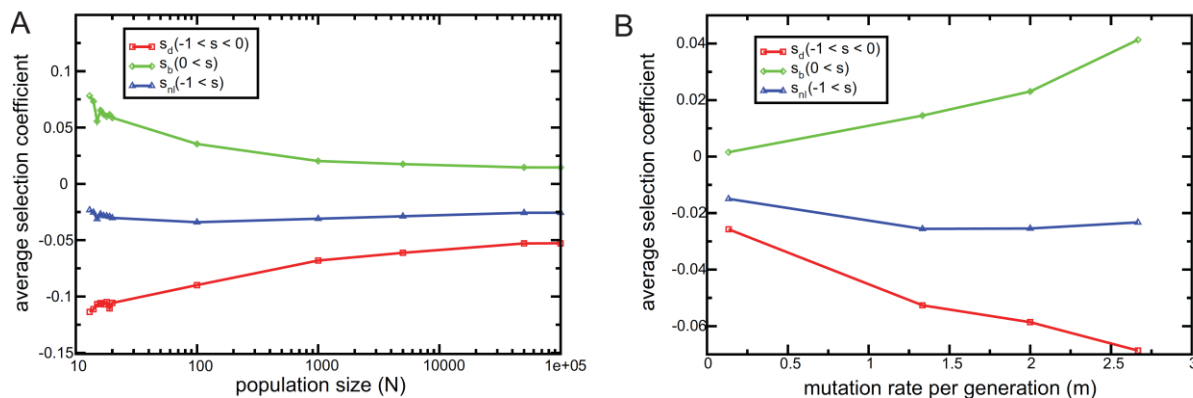 A
s_d(-1 < s < 0)
s_b(0 < s)
s_nl(-1 < s)
0.1
0.05
0
-0.05
-0.1
-0.15
average selection coefficient
10 100 1000 10000 1e+05
population size (N)
B
s_d(-1 < s < 0)
s_b(0 < s)
s_nl(-1 < s)
0.04
0.02
0
-0.02
-0.04
-0.06
average selection coefficient
0 0.5 1 1.5 2 2.5 3
mutation rate per generation (m)